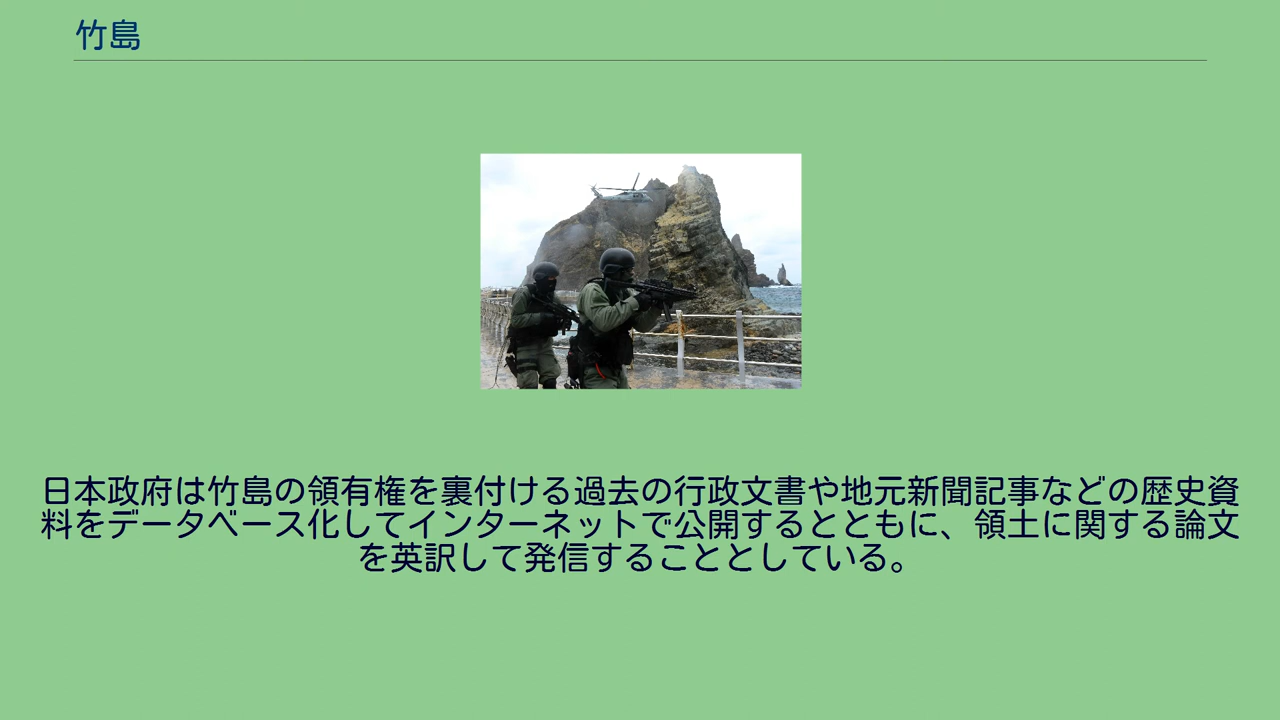 竹島
日本政府は竹島の領有権を裏付ける過去の行政文書や地元新聞記事などの歴史資
料をデータベース化してインターネットで公開するとともに、領土に関する論文
を英訳して発信することとしている。